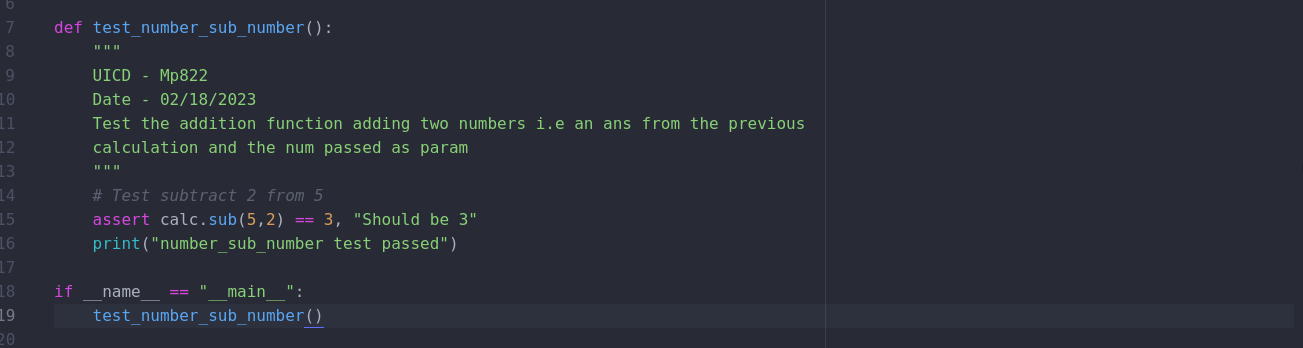 6
7 def test_number_sub_number():
8 """
9 UICD - Mp822
10 Date - 02/18/2023
11 Test the addition function adding two numbers i.e an ans from the previous
12 calculation and the num passed as param
13 """
14 # Test subtract 2 from 5
15 assert calc.sub(5,2) == 3, "Should be 3"
16 print("number_sub_number test passed")
17
18 if __name__ == "__main__":
19 test_number_sub_number()
20